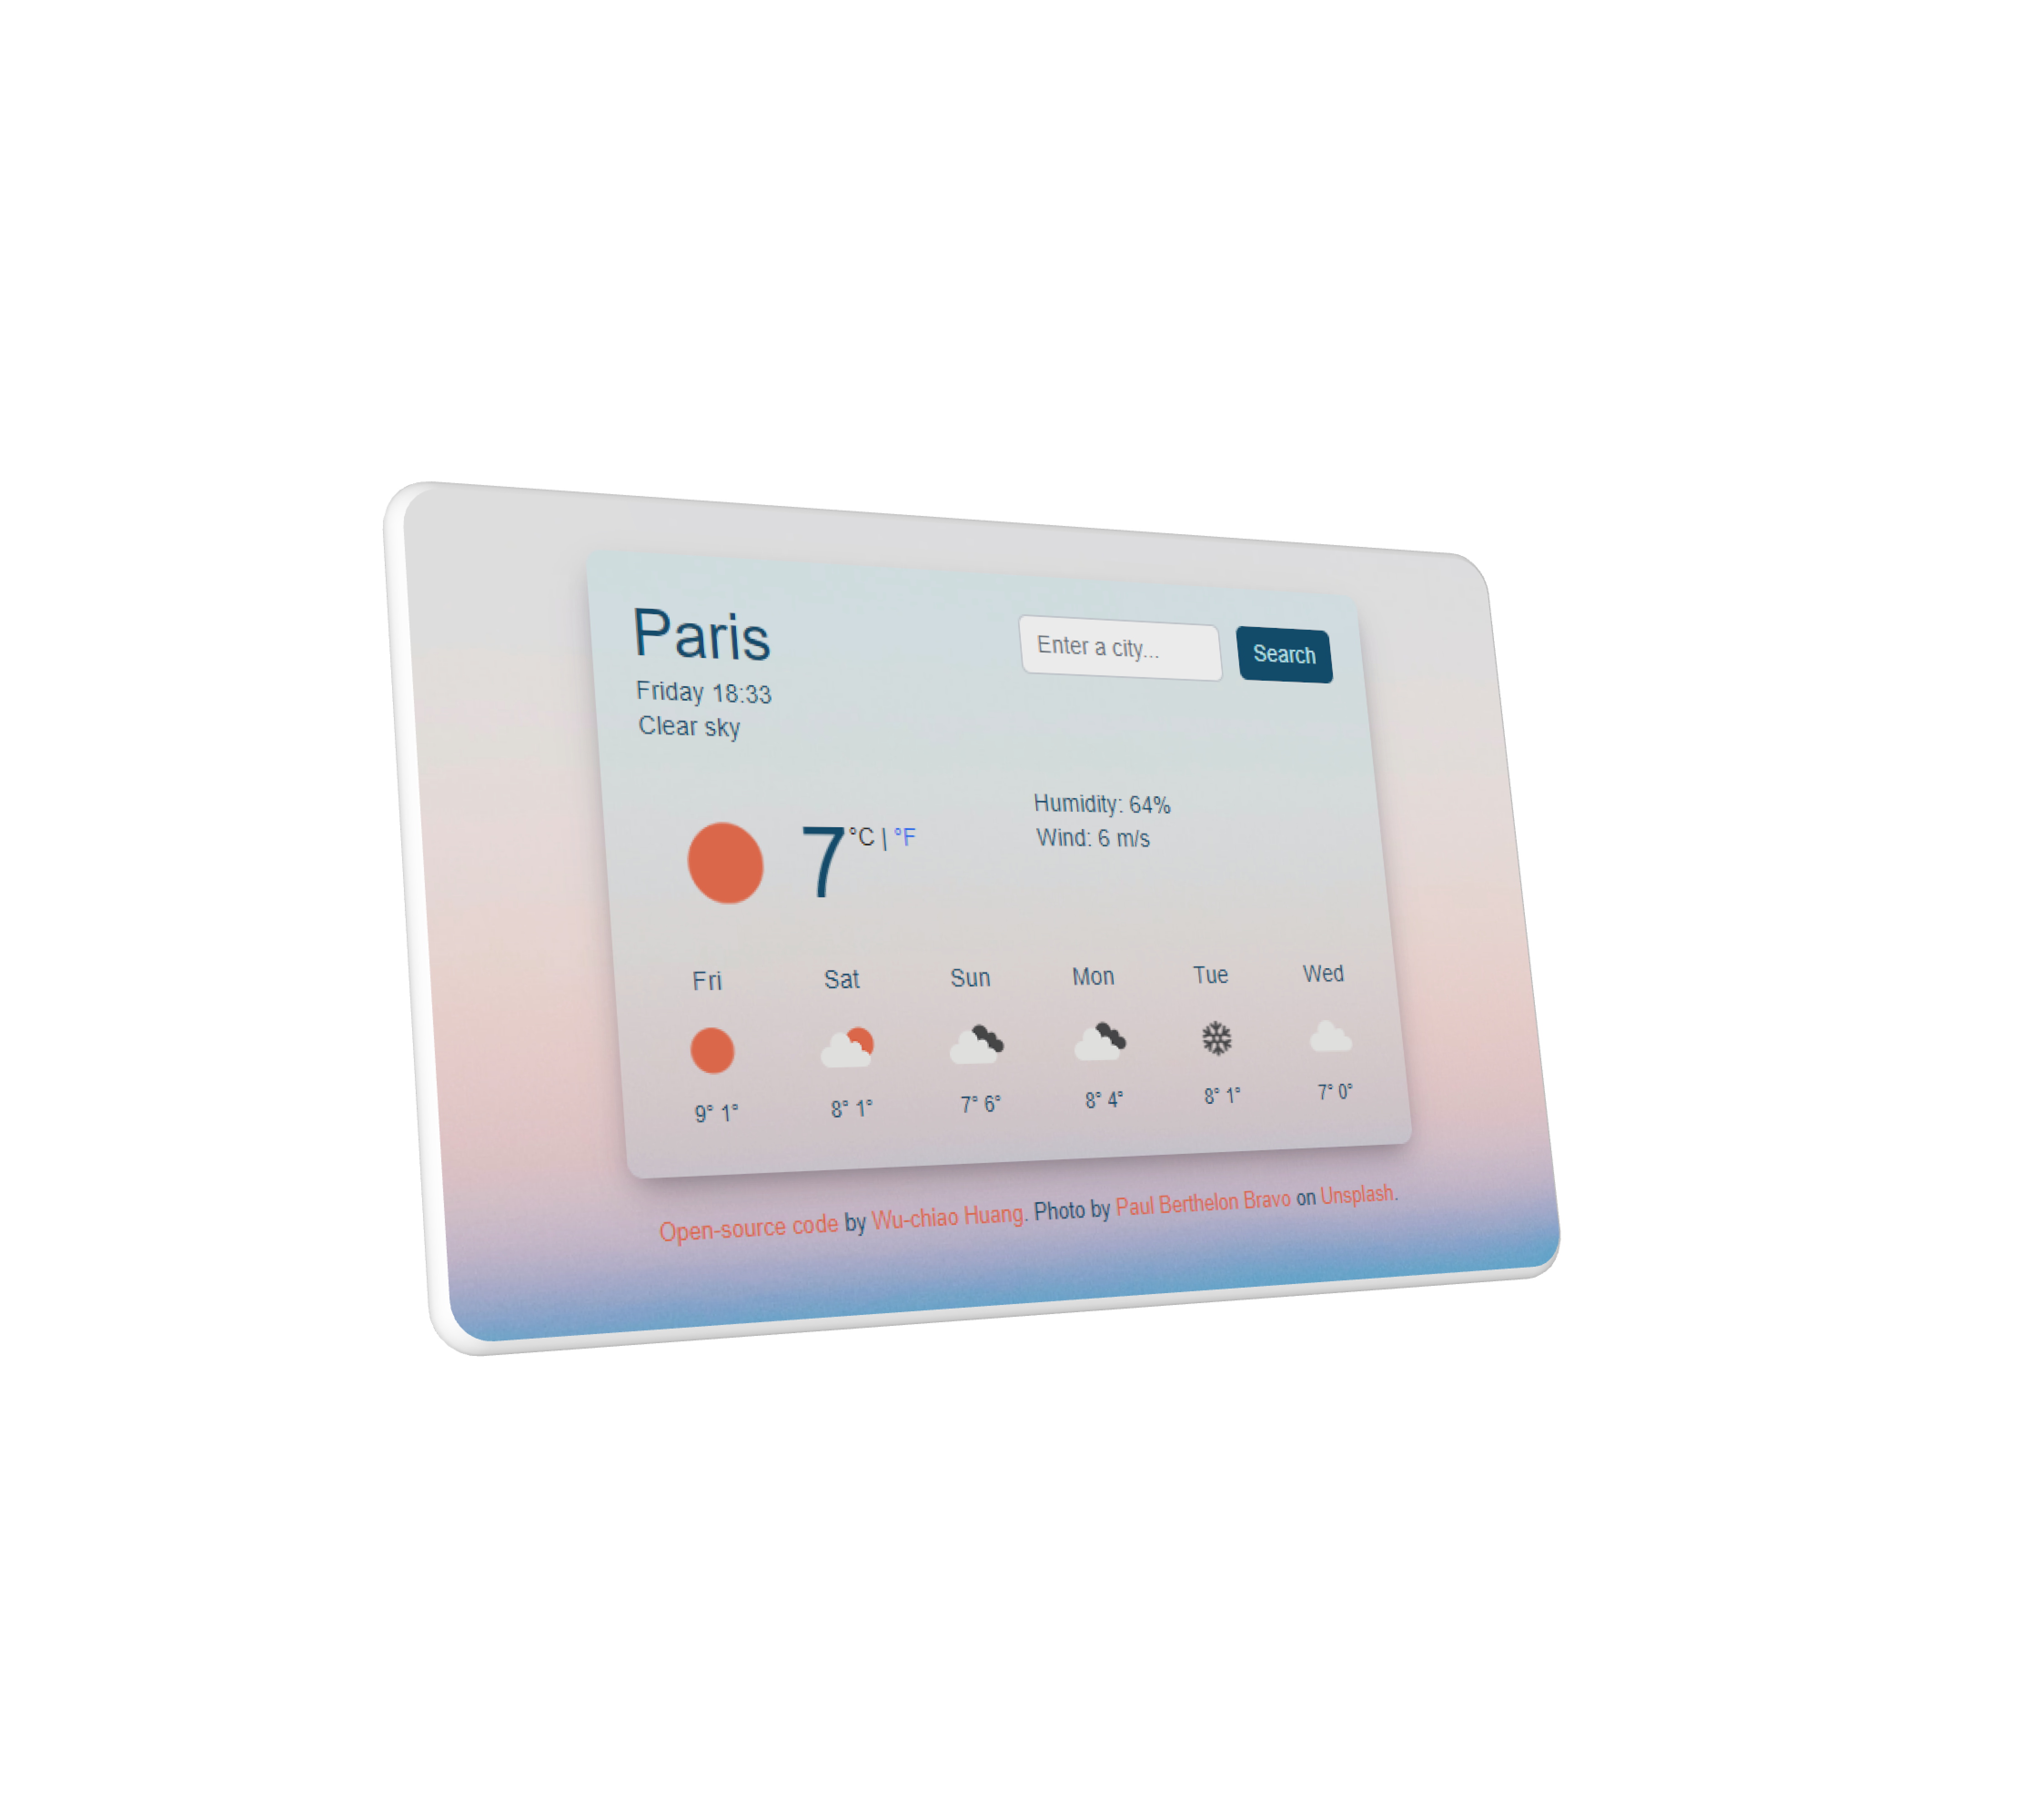 Paris
Enter a city...
Search
Friday 18:33
Clear sky
7 °C | °F
Humidity: 64%
Wind: 6 m/s
Fri Sat Sun Mon Tue Wed
9° 1° 8° 1° 7° 6° 8° 4° 8° 1° 7° 0°
Open-source code by Wu-chiao Huang. Photo by Paul Berthelon Bravo on Unsplash.